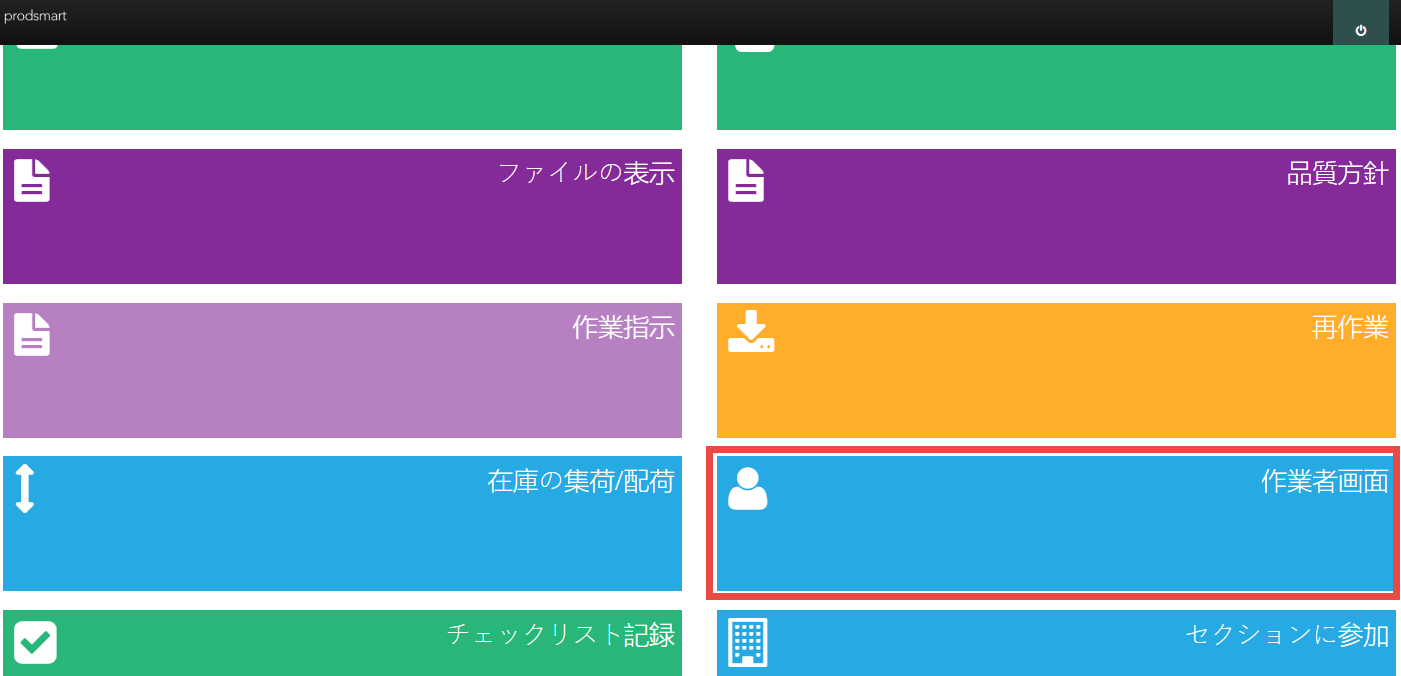 prodsmart
ファイルの表示
品質方針
作業指示
再作業
在庫の集荷/配荷
作業者画面
チェックリスト記録
セクションに参加